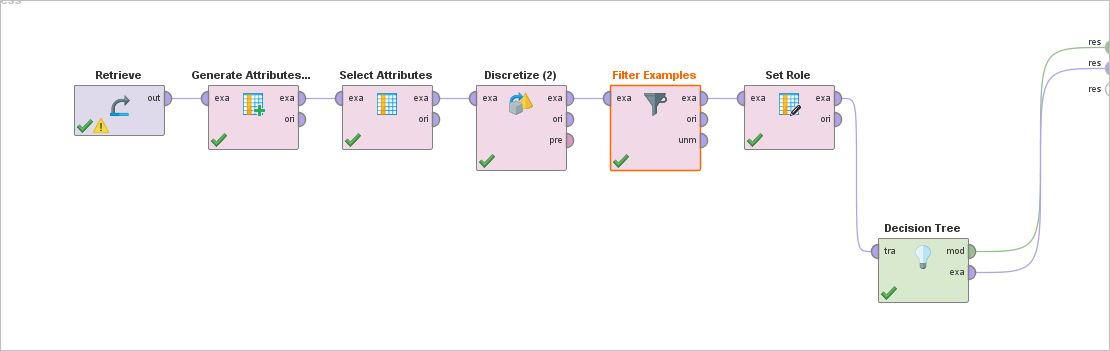 ess
res
res
res
Retrieve
out
Generate Attributes...
exa
exa
ori
Select Attributes
exa
exa
ori
Discretize (2)
exa
exa
ori
pre
Filter Examples
exa
exa
ori
unm
Set Role
exa
exa
ori
Decision Tree
tra
mod
exa